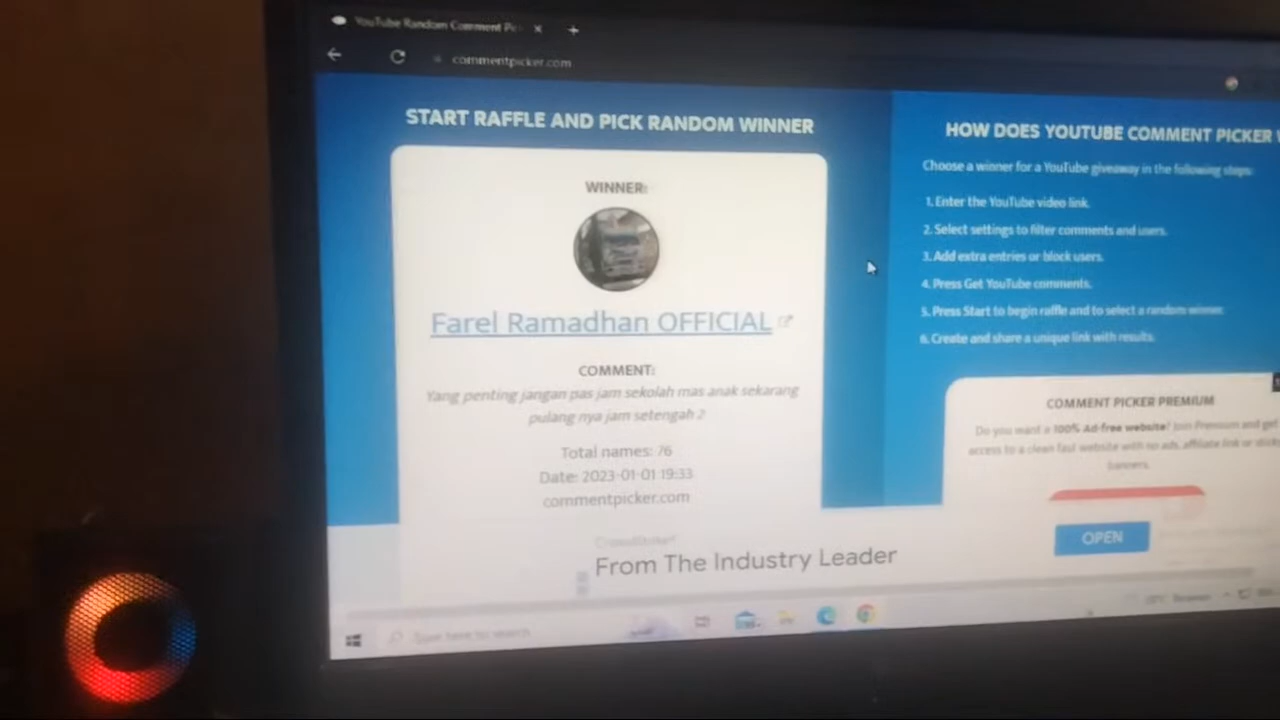 YouTube Random Comment Pi
commentpicker.com
START RAFFLE AND PICK RANDOM WINNER
WINNER:
Farel Ramadhan OFFICIAL
COMMENT:
Yang penting jangan pas jam sekolah mas anak sekarang
pulang nya jam setengah 2
Total names: 76
Date: 2023-01-01 19:33
commentpicker.com
From The Industry Leader
OPEN
HOW DOES YOUTUBE COMMENT PICKER
Choose a winner for a YouTube giveaway in the following steps:
1. Enter the YouTube video link.
2. Select settings to filter comments and users.
3. Add extra entries or block users.
4. Press Get YouTube comments.
5. Press Start to begin raffle and to select a random winner.
6. Create and share a unique link with results.
COMMENT PICKER PREMIUM
Do you want a 100% Ad-free website? Join Premium and get
access to a clean fast website with no ads, affiliate link or
banners.
Type here to search